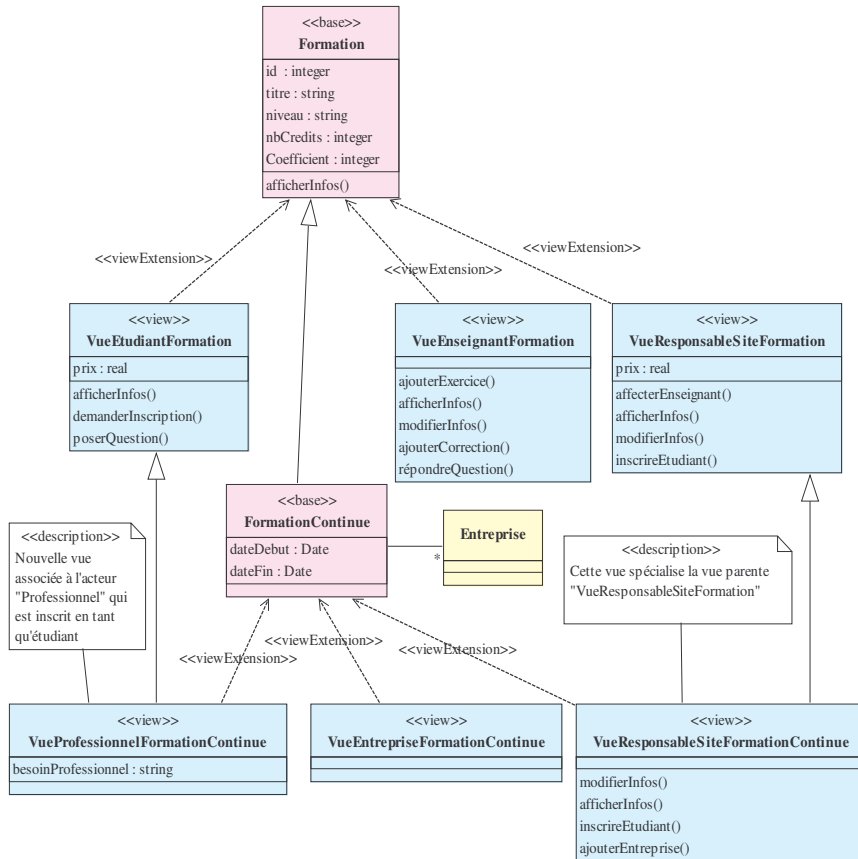 <<base>>
Formation
id : integer
titre : string
niveau : string
nbCredits : integer
Coefficient : integer
afficherInfos()
<<viewExtension>>
<<viewExtension>>
<<viewExtension>>
<<view>>
VueEtudiantFormation
prix : real
afficherInfos()
demanderInscription()
poserQuestion()
<<view>>
VueEnseignantFormation
ajouterExercice()
afficherInfos()
modifierInfos()
ajouterCorrection()
répondreQuestion()
<<view>>
VueResponsableSiteFormation
prix : real
affecterEnseignant()
afficherInfos()
modifierInfos()
inscrireEtudiant()
<<base>>
FormationContinue
dateDebut : Date
dateFin : Date
*
Entreprise
<<description>>
Nouvelle vue
associée à l'acteur
"Professionnel" qui
est inscrit en tant
qu'étudiant
<<description>>
Cette vue spécialise la vue parente
"VueResponsableSiteFormation"
<<viewExtension>>
<<viewExtension>>
<<viewExtension>>
<<view>>
VueProfessionnelFormationContinue
besoinProfessionnel : string
<<view>>
VueEntrepriseFormationContinue
<<view>>
VueResponsableSiteFormationContinue
modifierInfos()
afficherInfos()
inscrireEtudiant()
ajouterEntreprise()